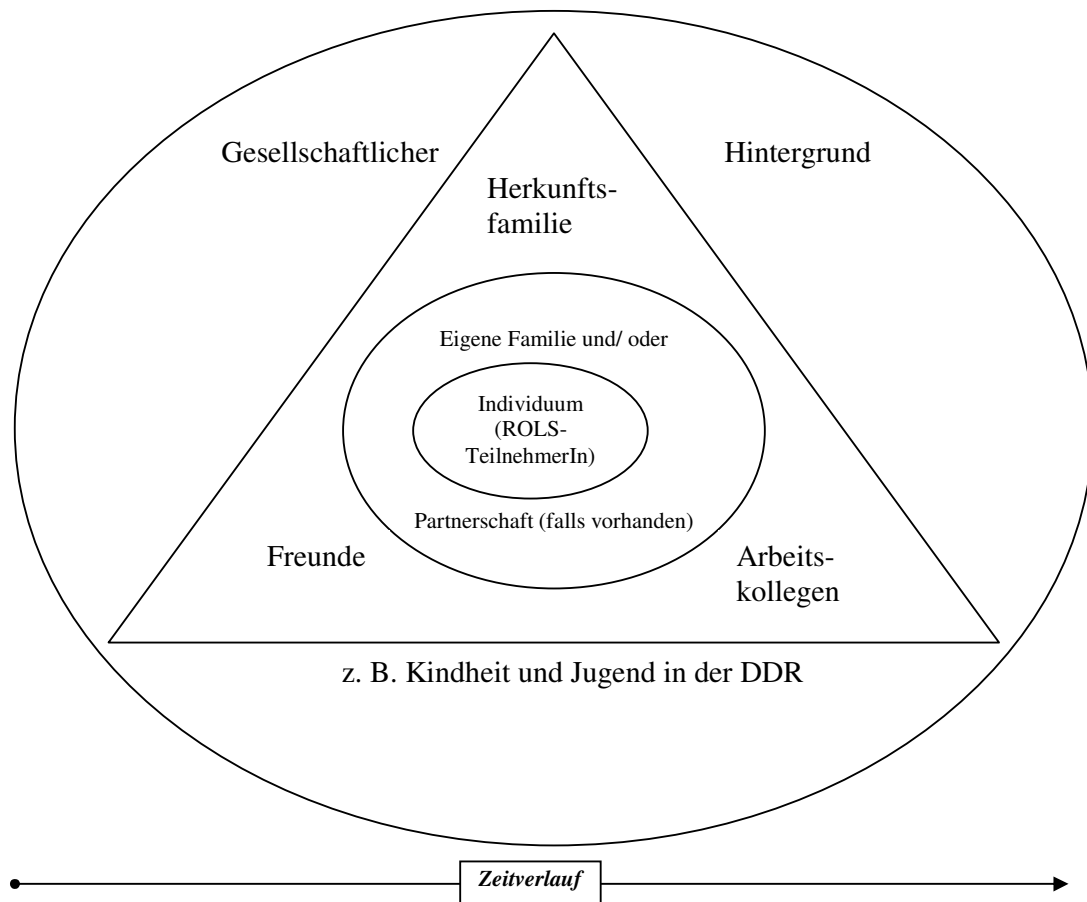 Gesellschaftlicher Hintergrund
Herkunfts-
familie
Eigene Familie und/ oder
Individuum
(ROLS-
TeilnehmerIn)
Partnerschaft (falls vorhanden)
Freunde
Arbeits-
kollegen
z. B. Kindheit und Jugend in der DDR
Zeitverlauf